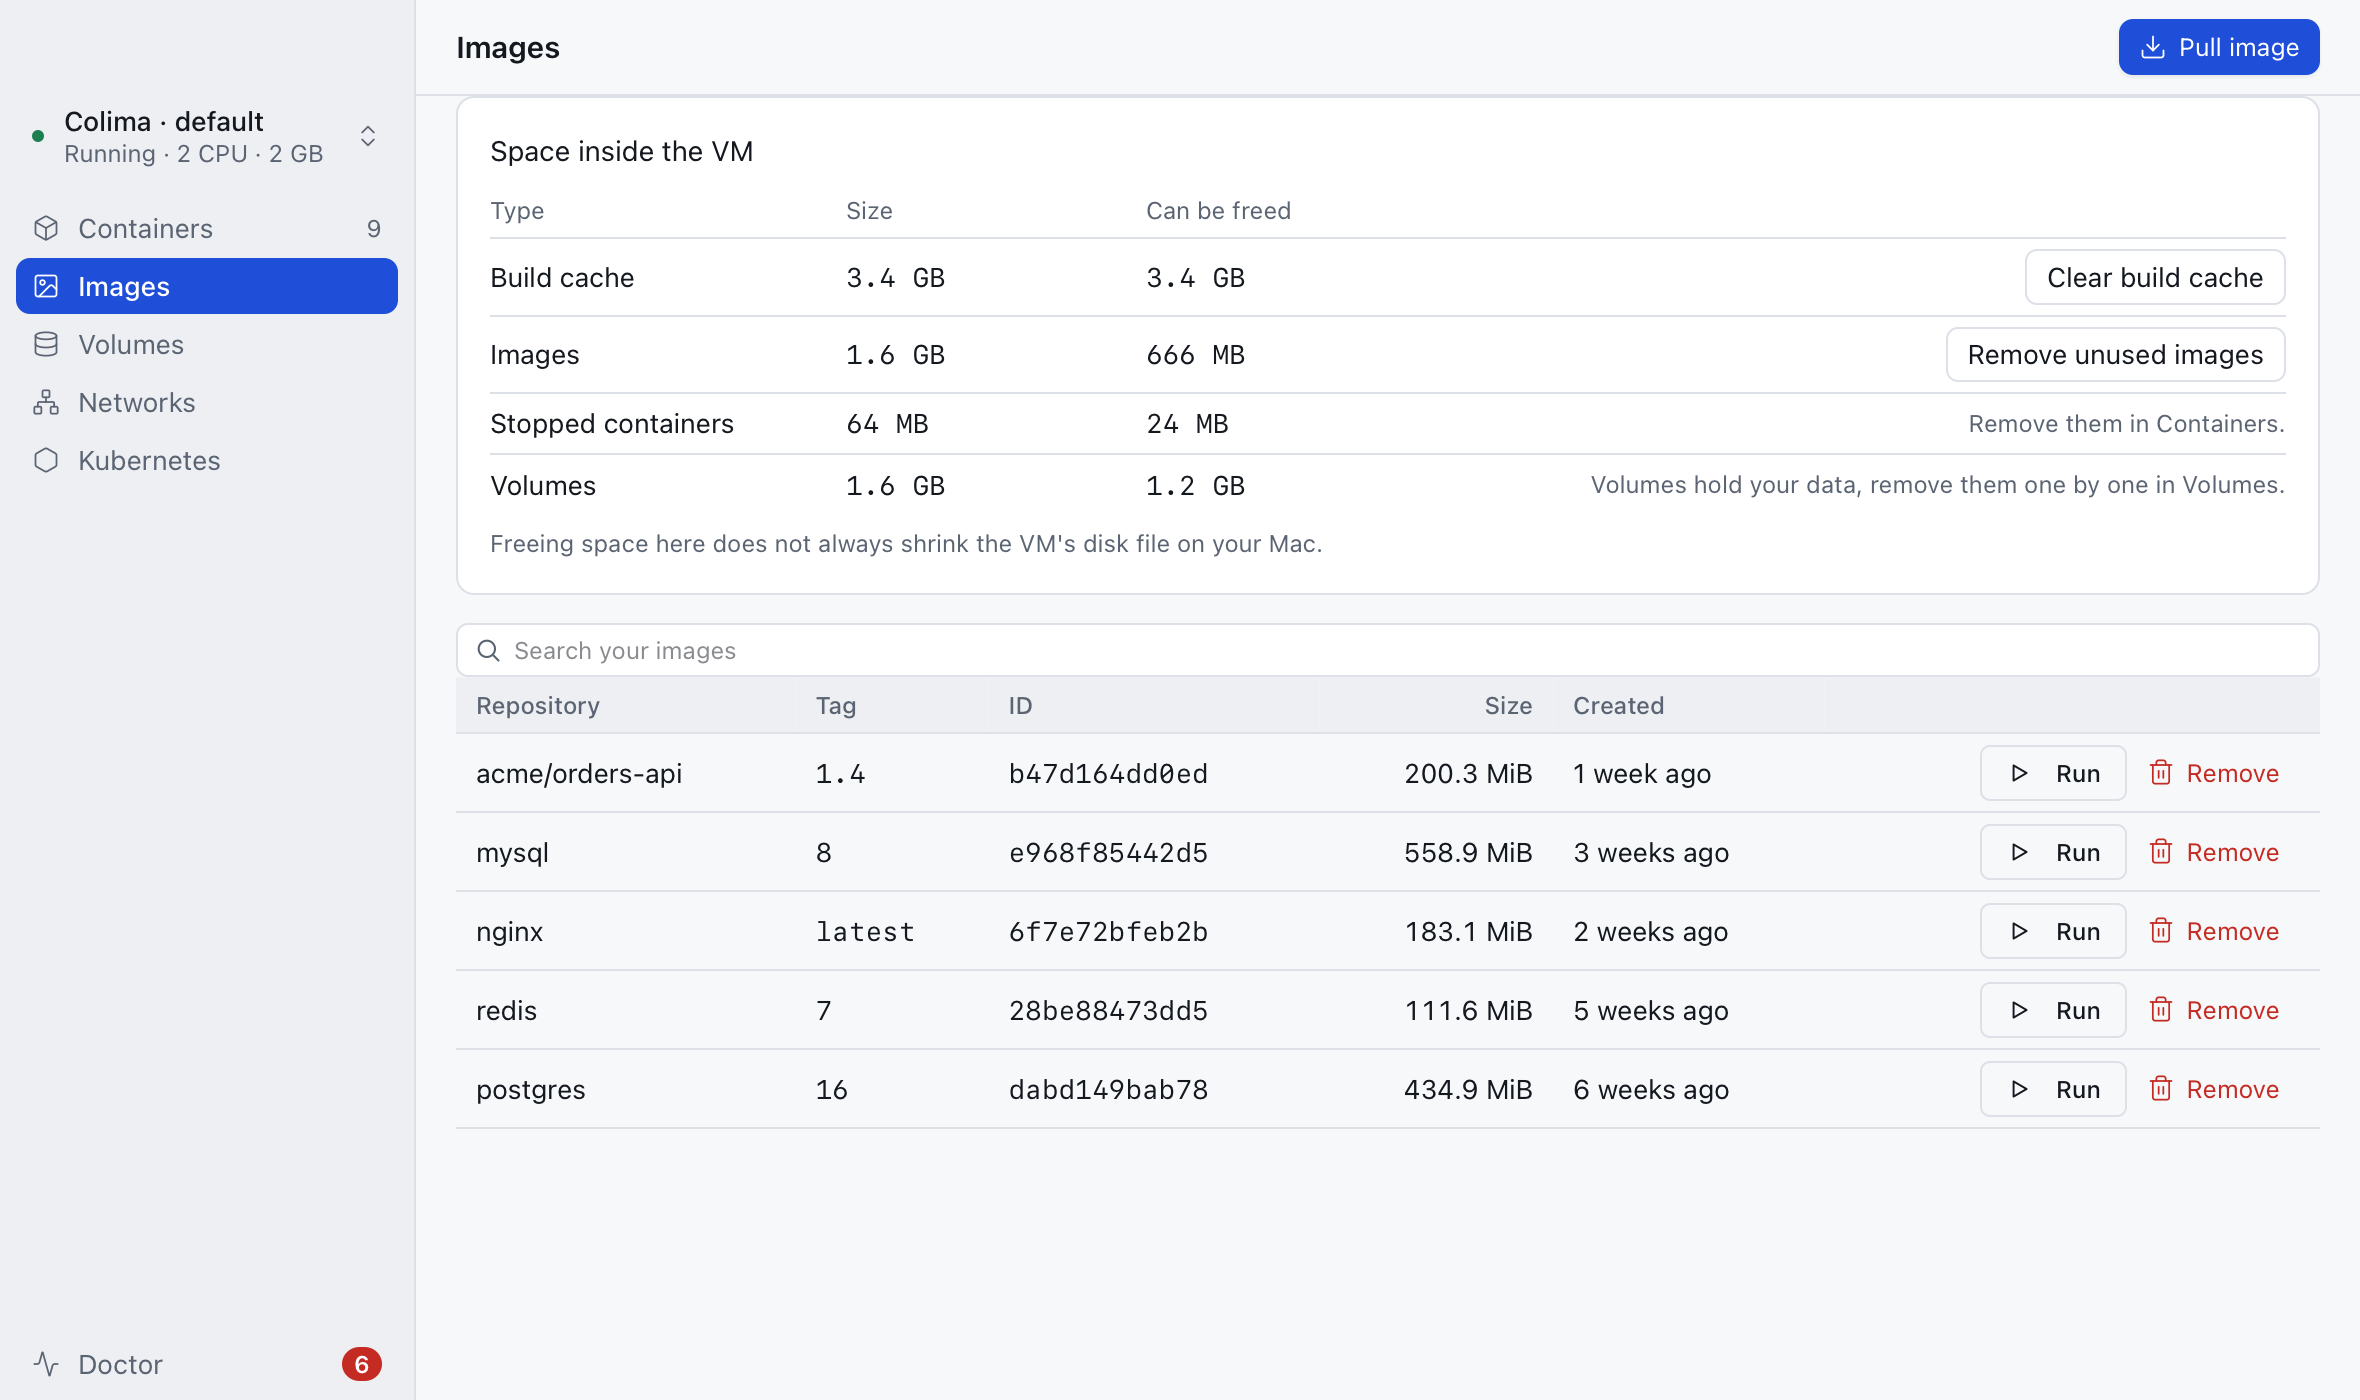 Images
Pull image
Colima · default
Running · 2 CPU · 2 GB
Containers 9
Images
Volumes
Networks
Kubernetes
Doctor 6
Space inside the VM
Type Size Can be freed
Build cache 3.4 GB 3.4 GB Clear build cache
Images 1.6 GB 666 MB Remove unused images
Stopped containers 64 MB 24 MB Remove them in Containers.
Volumes 1.6 GB 1.2 GB Volumes hold your data, remove them one by one in Volumes.
Freeing space here does not always shrink the VM's disk file on your Mac.
Search your images
Repository Tag ID Size Created
acme/orders-api 1.4 b47d164dd0ed 200.3 MiB 1 week ago Run Remove
mysql 8 e968f85442d5 558.9 MiB 3 weeks ago Run Remove
nginx latest 6f7e72bfeb2b 183.1 MiB 2 weeks ago Run Remove
redis 7 28be88473dd5 111.6 MiB 5 weeks ago Run Remove
postgres 16 dabd149bab78 434.9 MiB 6 weeks ago Run Remove